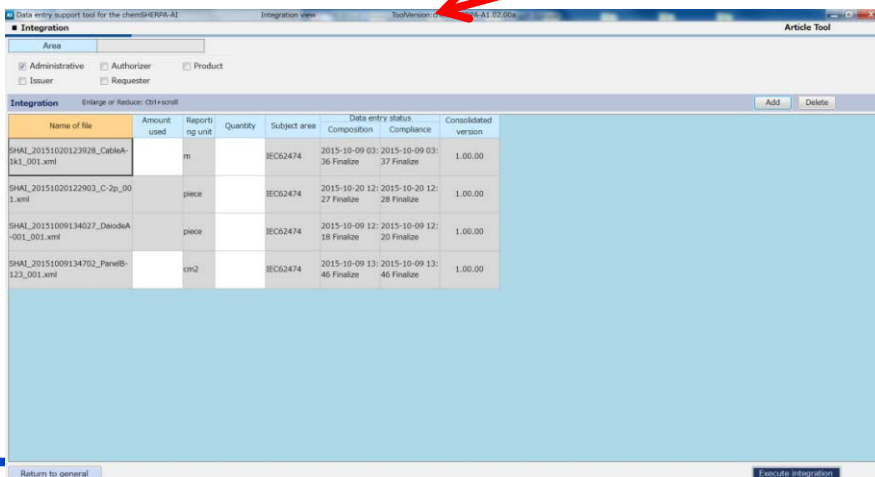 Data entry support tool for the chemSHERPA-AI Integration view ToolVersion:
■ Integration Article Tool
Area
Administrative Authorizer Product
Issuer Requester
Integration Enlarge or Reduce: Ctrl+scroll Add Delete
Name of file Amount used Reporti ng unit Quantity Subject area Data entry status Composition Compliance Consolidated version
SHAI_20151020123928_CableA-
1k1_001.xml m IEC62474 2015-10-09 03:36 Finalize 2015-10-09 03:37 Finalize 1.00.00
SHAI_20151020122903_C-2p_00
1.xml piece IEC62474 2015-10-20 12:27 Finalize 2015-10-20 12:28 Finalize 1.00.00
SHAI_20151009134027_DaiodeA
-001_001.xml piece IEC62474 2015-10-09 12:18 Finalize 2015-10-09 12:20 Finalize 1.00.00
SHAI_20151009134702_PanelB-
123_001.xml cm2 IEC62474 2015-10-09 13:46 Finalize 2015-10-09 13:46 Finalize 1.00.00
Return to general Execute integration